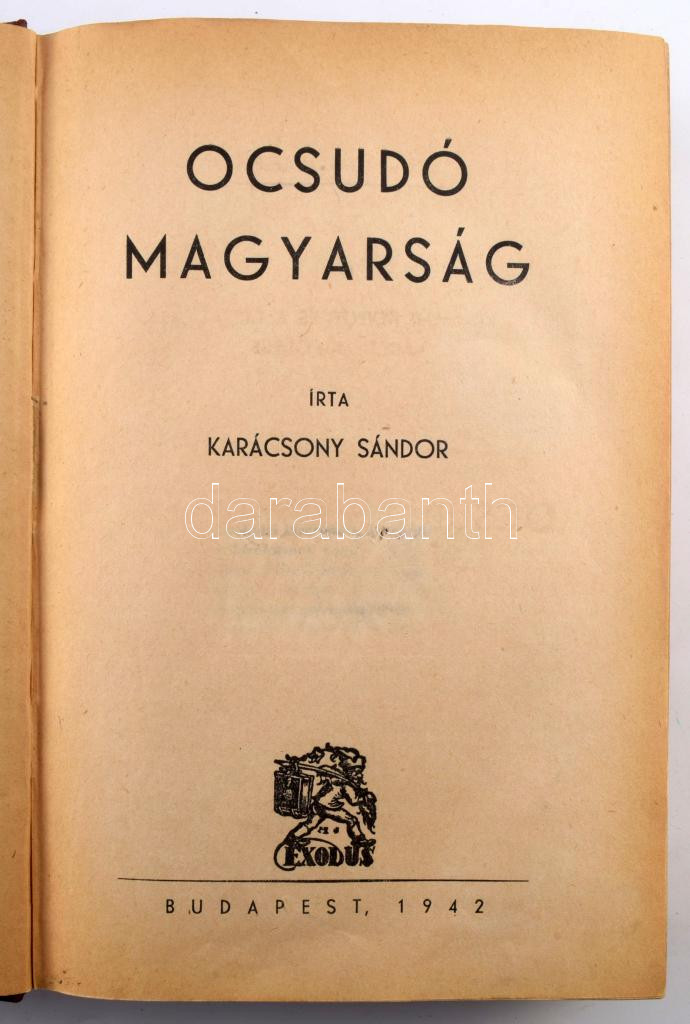 OCSUDÓ
MAGYARSÁG
ÍRTA
KARÁCSONY SÁNDOR
darabanth
EXODUS
BUDAPEST, 1942